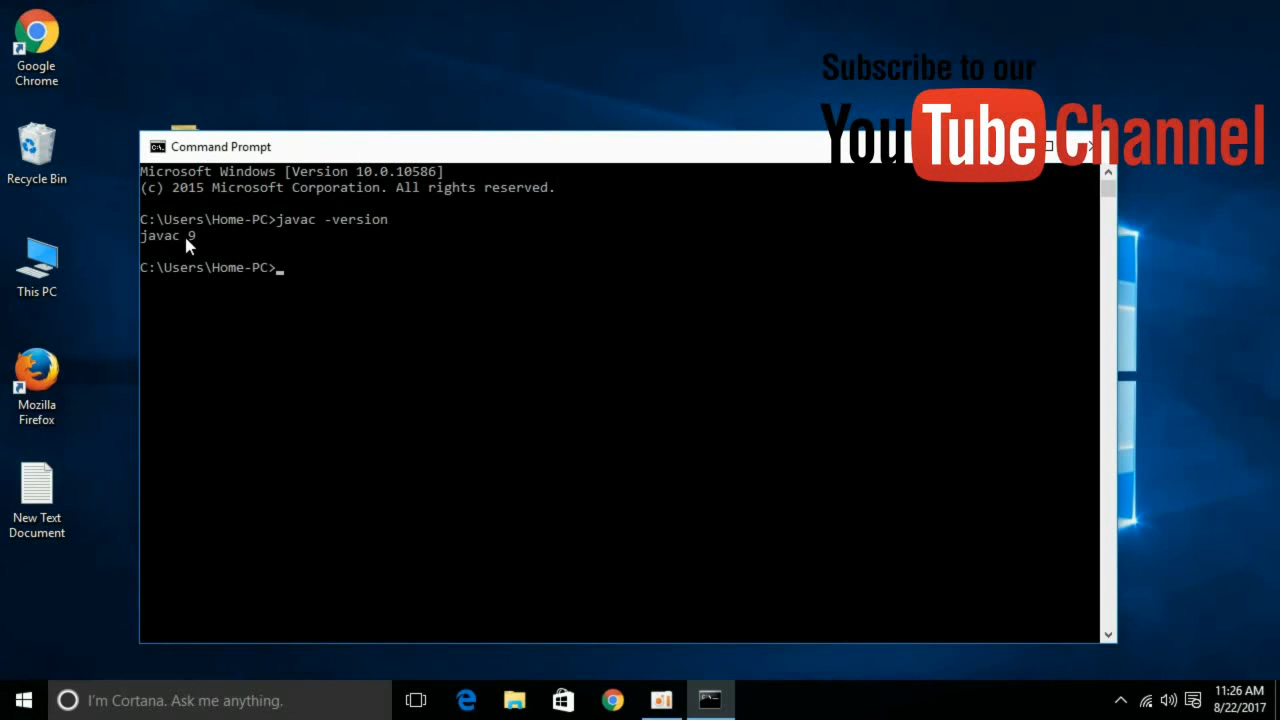 Google
Chrome
Recycle Bin
This PC
Mozilla
Firefox
New Text
Document
Subscribe to our
YouTube Channel
Command Prompt
Microsoft Windows [Version 10.0.10586]
(c) 2015 Microsoft Corporation. All rights reserved.
C:\Users\Home-PC>javac -version
javac 9
C:\Users\Home-PC>_
I'm Cortana. Ask me anything.
11:26 AM
8/22/2017